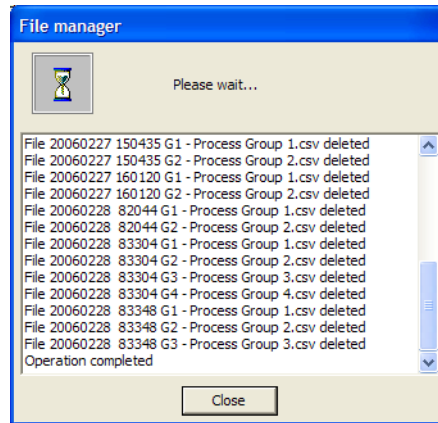 File manager
Please wait...
File 20060227 150435 G1 - Process Group 1.csv deleted
File 20060227 150435 G2 - Process Group 2.csv deleted
File 20060227 160120 G1 - Process Group 1.csv deleted
File 20060227 160120 G2 - Process Group 2.csv deleted
File 20060228  82044 G1 - Process Group 1.csv deleted
File 20060228  82044 G2 - Process Group 2.csv deleted
File 20060228  83304 G1 - Process Group 1.csv deleted
File 20060228  83304 G2 - Process Group 2.csv deleted
File 20060228  83304 G3 - Process Group 3.csv deleted
File 20060228  83304 G4 - Process Group 4.csv deleted
File 20060228  83348 G1 - Process Group 1.csv deleted
File 20060228  83348 G2 - Process Group 2.csv deleted
File 20060228  83348 G3 - Process Group 3.csv deleted
Operation completed
Close